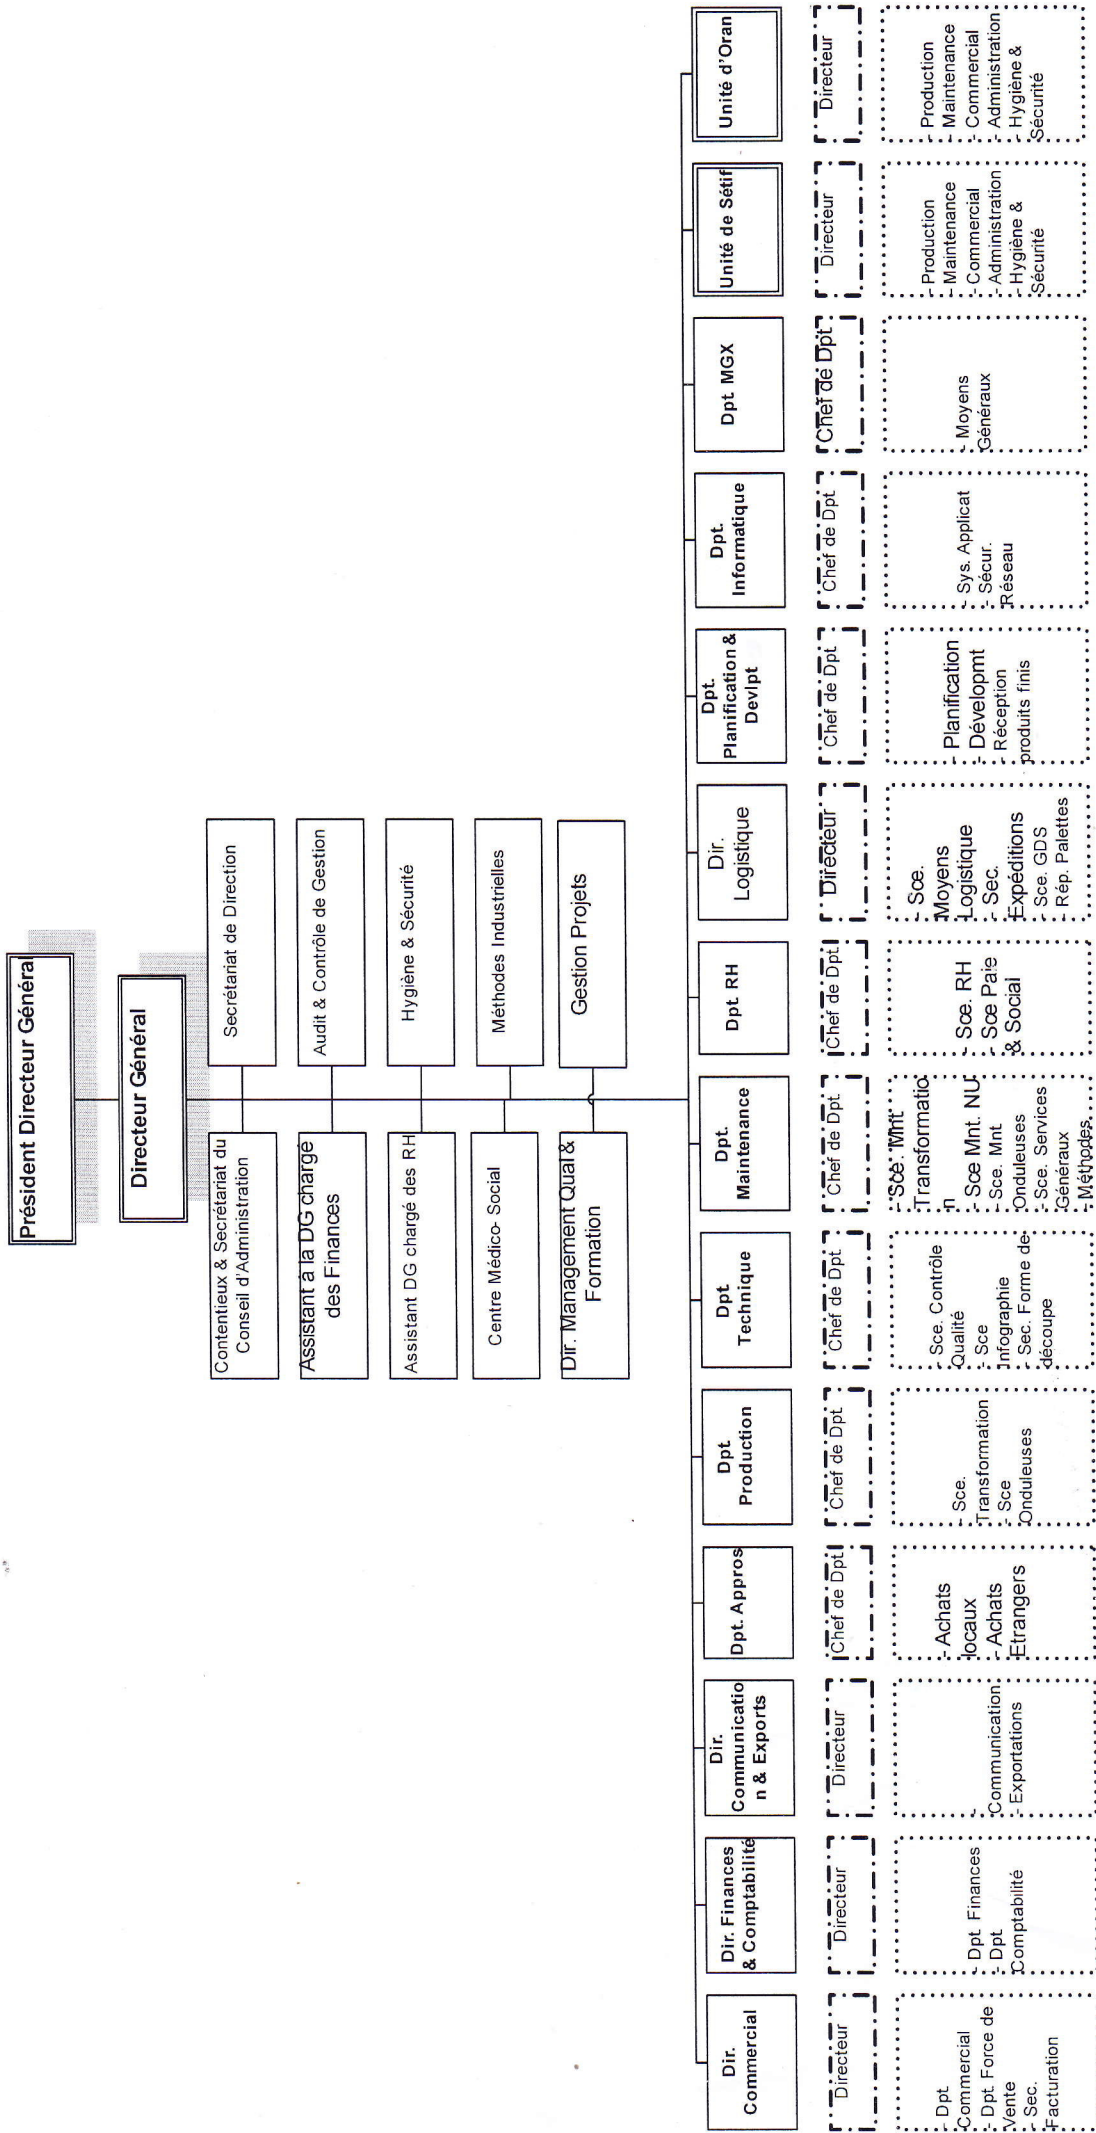 Président Directeur Général
Directeur Général
Contentieux & Secrétariat du
Conseil d'Administration
Secrétariat de Direction
Assistant à la DG chargé
des Finances
Audit & Contrôle de Gestion
Assistant DG chargé des RH
Hygiène & Sécurité
Centre Médico- Social
Méthodes Industrielles
Dir. Management Qual &
Formation
Gestion Projets
Dir.
Commercial
Directeur
- Dpt
Commercial
- Dpt. Force de
Vente
- Sec.
Facturation
Dir. Finances
& Comptabilité
Directeur
- Dpt. Finances
- Dpt
Comptabilité
Dir.
Communicatio
n & Exports
Directeur
-
Communication
- Exportations
Dpt. Appros
Chef de Dpt
- Achats
locaux
- Achats
Etrangers
Dpt
Production
Chef de Dpt
- Sce.
Transformation
- Sce
Onduleuses
Dpt.
Technique
Chef de Dpt
- Sce. Contrôle
Qualité
- Sce
Infographie
- Sec. Forme de
découpe
Dpt.
Maintenance
Chef de Dpt
- Sce. Mnt
Transformatio
n
- Sce Mnt. NU
- Sce. Mnt
Onduleuses
- Sce. Services
Généraux
- Méthodes
Dpt. RH
Chef de Dpt.
- Sce. RH
- Sce Paie
& Social
Dir.
Logistique
Directeur
- Sce.
Moyens
Logistique
- Sec.
Expéditions
- Sce. GDS
- Rép. Palettes
Dpt.
Planification &
Devlpt
Chef de Dpt
- Planification
- Dévelopmt
- Réception
produits finis
Dpt.
Informatique
Chef de Dpt
- Sys. Applicat
- Sécur.
Réseau
Dpt. MGX
Chef de Dpt
- Moyens
Généraux
Unité de Sétif
Directeur
- Production
- Maintenance
- Commercial
- Administration
- Hygiène &
Sécurité
Unité d'Oran
Directeur
- Production
- Maintenance
- Commercial
- Administration
- Hygiène &
Sécurité